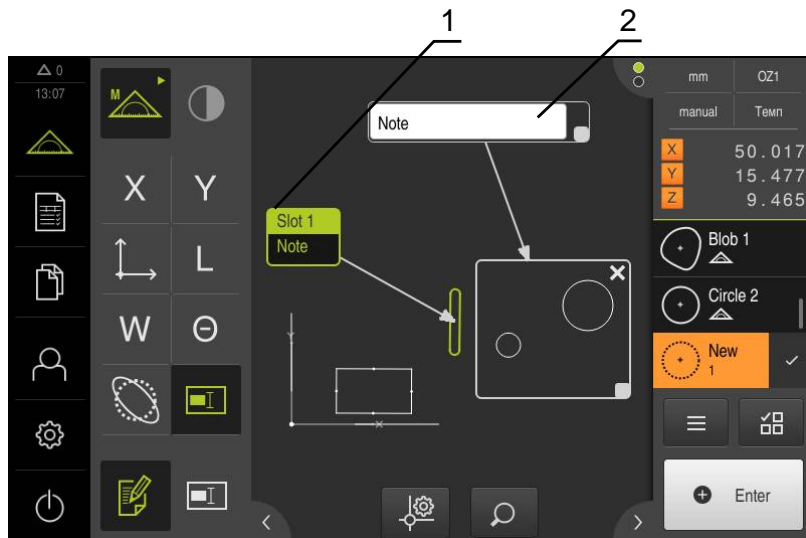 1
2
0
13:07
M
X
Y
L
W
Θ
Note
Slot 1
Note
Y
X
mm
OZ1
manual
Темп
X 50.017
Y 15.477
Z 9.465
Blob 1
Circle 2
New
1
Enter